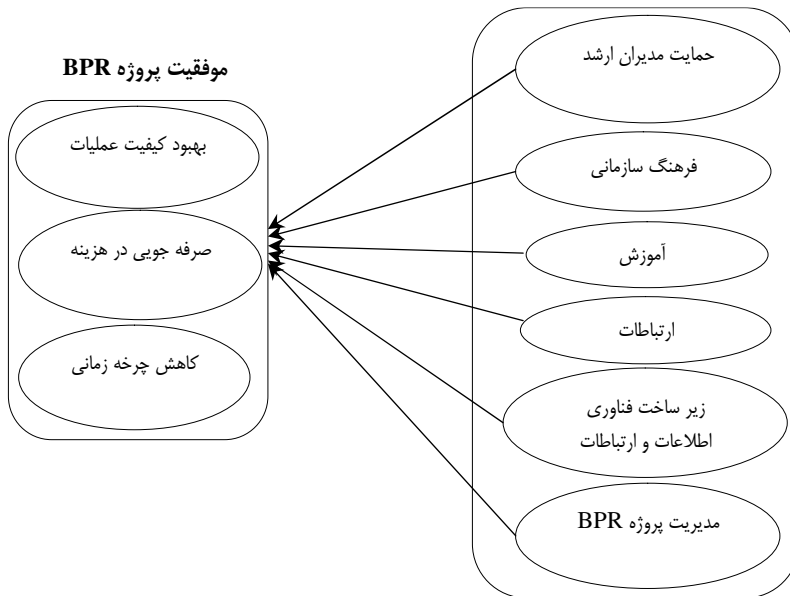 حمایت مدیران ارشد
فرهنگ سازمانی
آموزش
ارتباطات
زیر ساخت فناوری
اطلاعات و ارتباطات
مدیریت پروژه BPR
موفقیت پروژه BPR
بهبود کیفیت عملیات
صرفه جویی در هزینه
کاهش چرخه زمانی